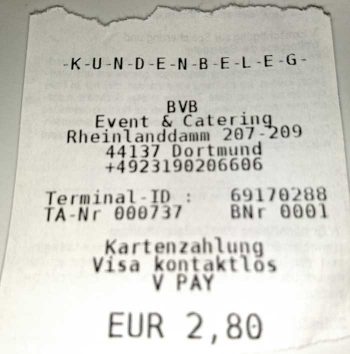 -K-U-N-D-E-N-B-E-L-E-G-
BVB
Event & Catering
Rheinlanddamm 207-209
44137 Dortmund
+4923190206606
Terminal-ID : 69170288
TA-Nr 000737 BNr 0001
Kartenzahlung
Visa kontaktlos
V PAY
EUR 2,80